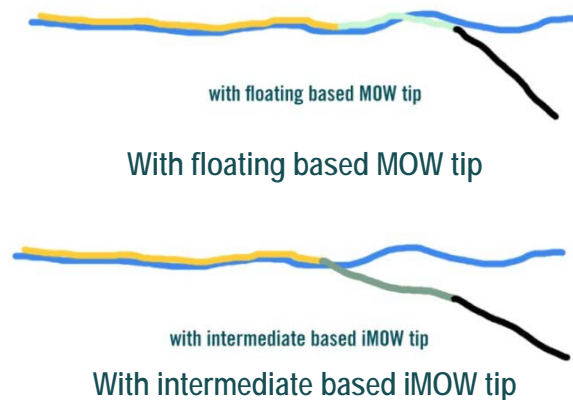 with floating based MOW tip
With floating based MOW tip
with intermediate based iMOW tip
With intermediate based iMOW tip